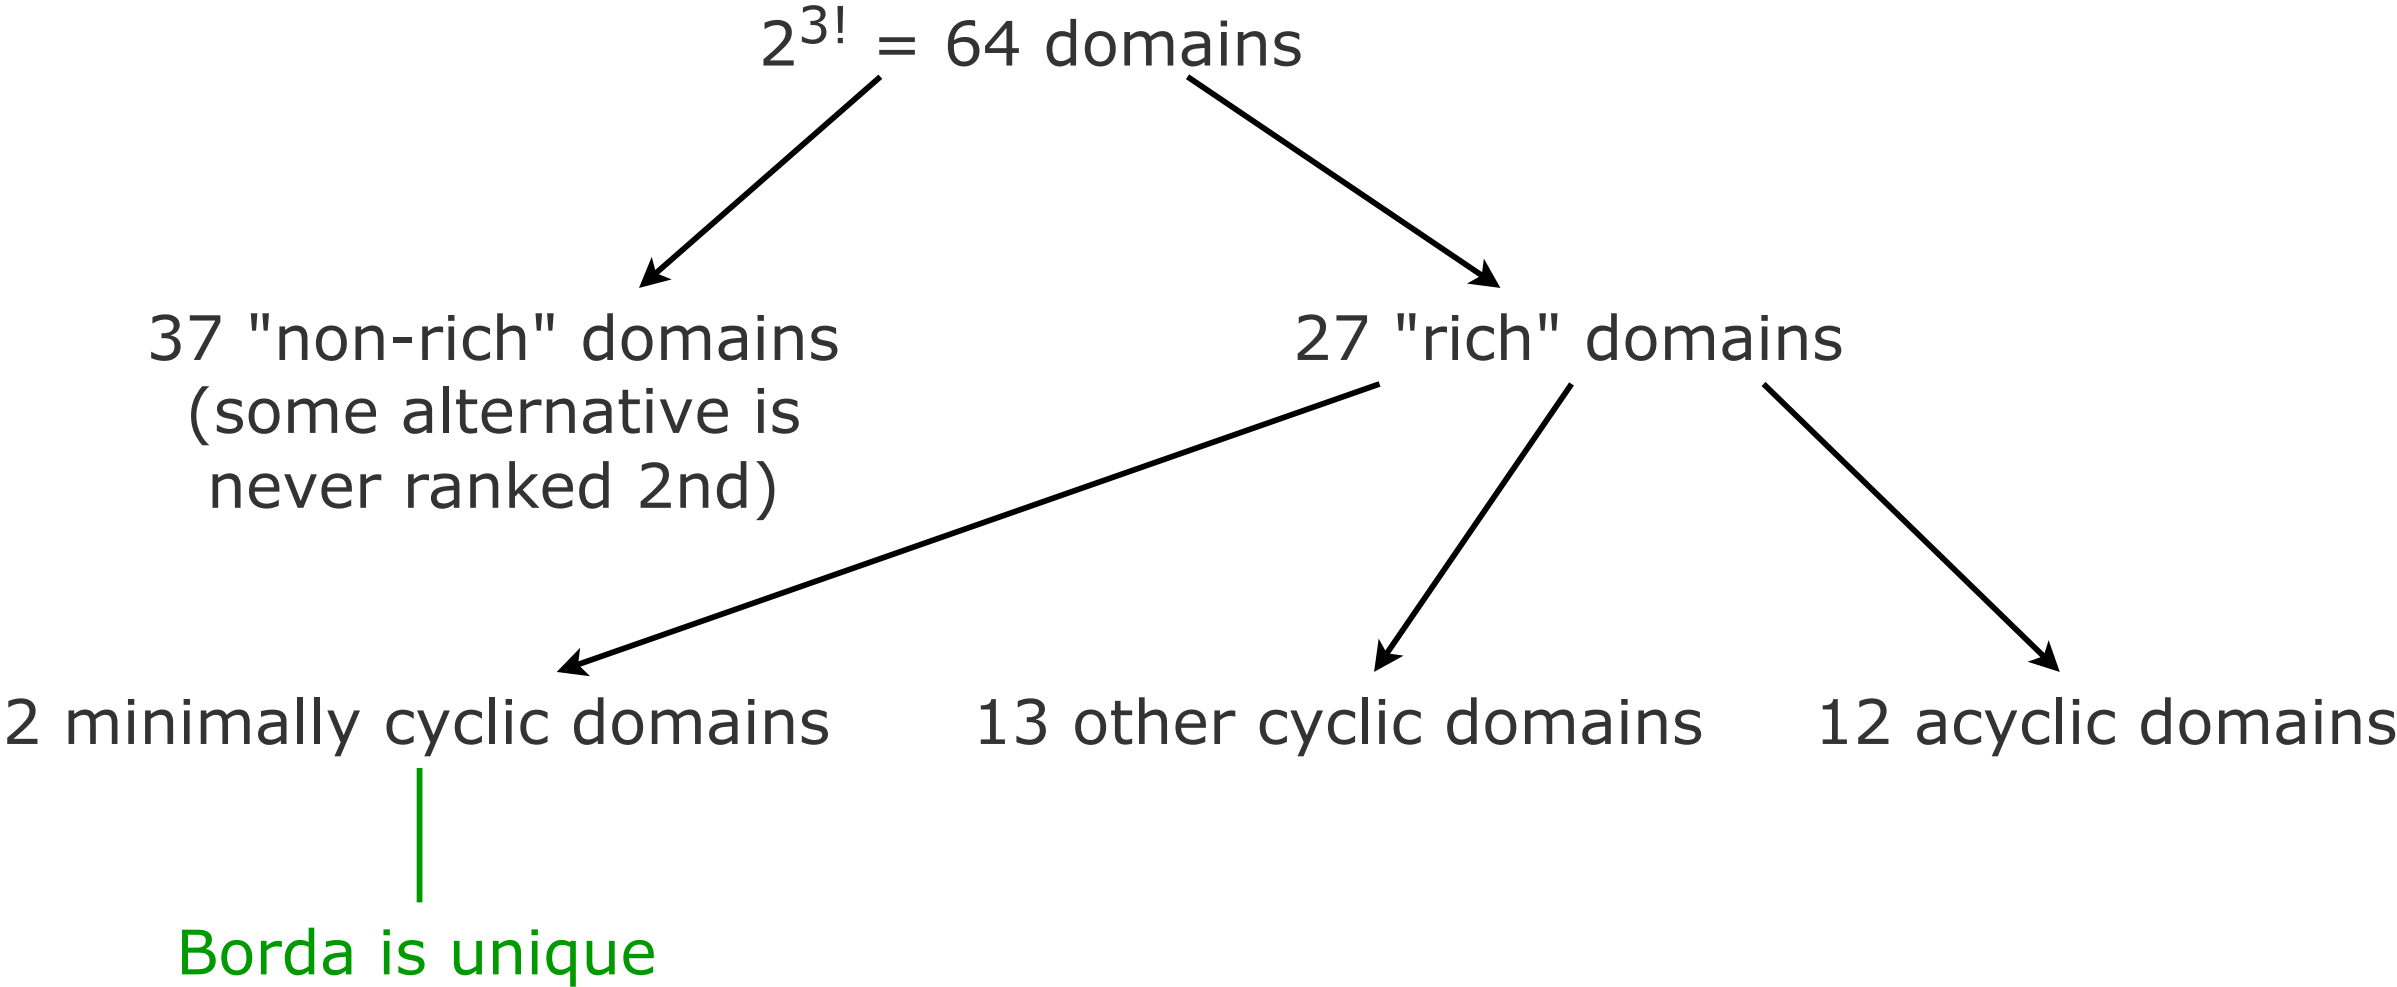 2^{3!} = 64 domains
37 "non-rich" domains
(some alternative is
never ranked 2nd)
27 "rich" domains
2 minimally cyclic domains
13 other cyclic domains
12 acyclic domains
Borda is unique